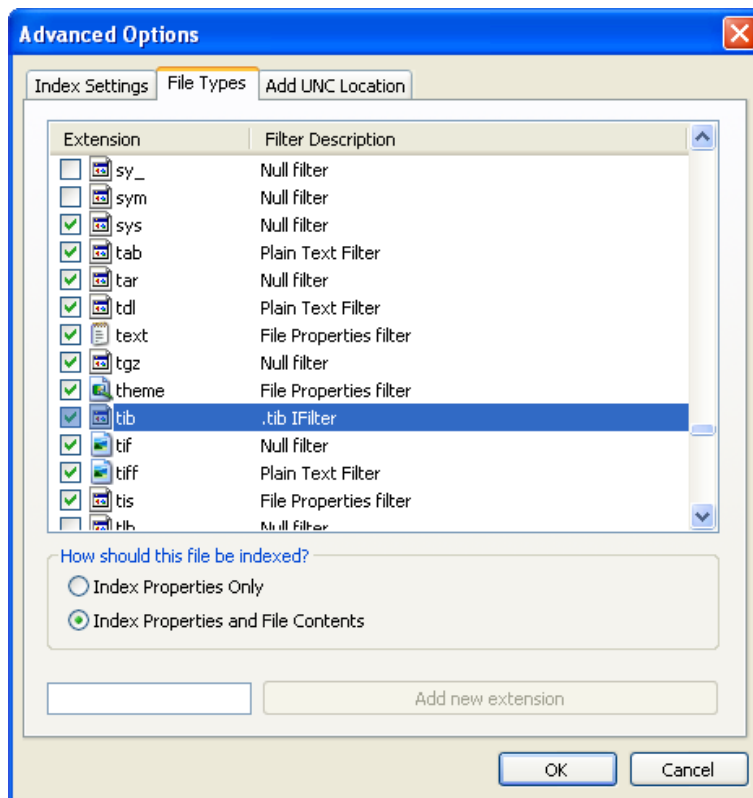 Advanced Options
Index Settings File Types Add UNC Location
Extension Filter Description
sy_ Null filter
sym Null filter
sys Null filter
tab Plain Text Filter
tar Null filter
tdl Plain Text Filter
text File Properties filter
tgz Null filter
theme File Properties filter
tib .tib IFilter
tif Null filter
tiff Plain Text Filter
tis File Properties filter
tlb Null filter
How should this file be indexed?
Index Properties Only
Index Properties and File Contents
Add new extension
OK Cancel